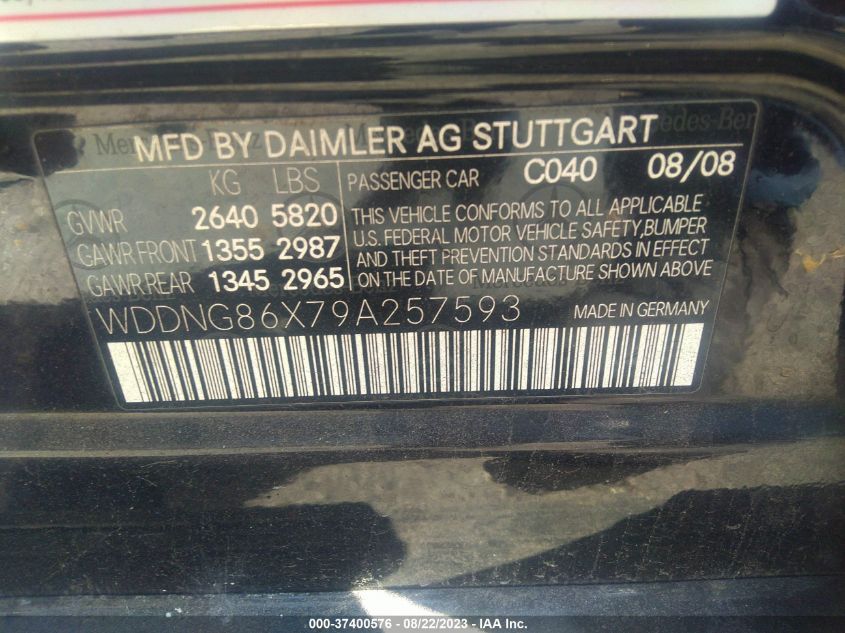 MFD BY DAIMLER AG STUTTGART
KG LBS PASSENGER CAR C040 08/08
GVWR 2640 5820 THIS VEHICLE CONFORMS TO ALL APPLICABLE
GAWR.FRONT 1355 2987 U.S. FEDERAL MOTOR VEHICLE SAFETY,BUMPER
GAWR.REAR 1345 2965 AND THEFT PREVENTION STANDARDS IN EFFECT
ON THE DATE OF MANUFACTURE SHOWN ABOVE
WDDNG86X79A257593 MADE IN GERMANY
000-37400576 - 08/22/2023 - IAA Inc.